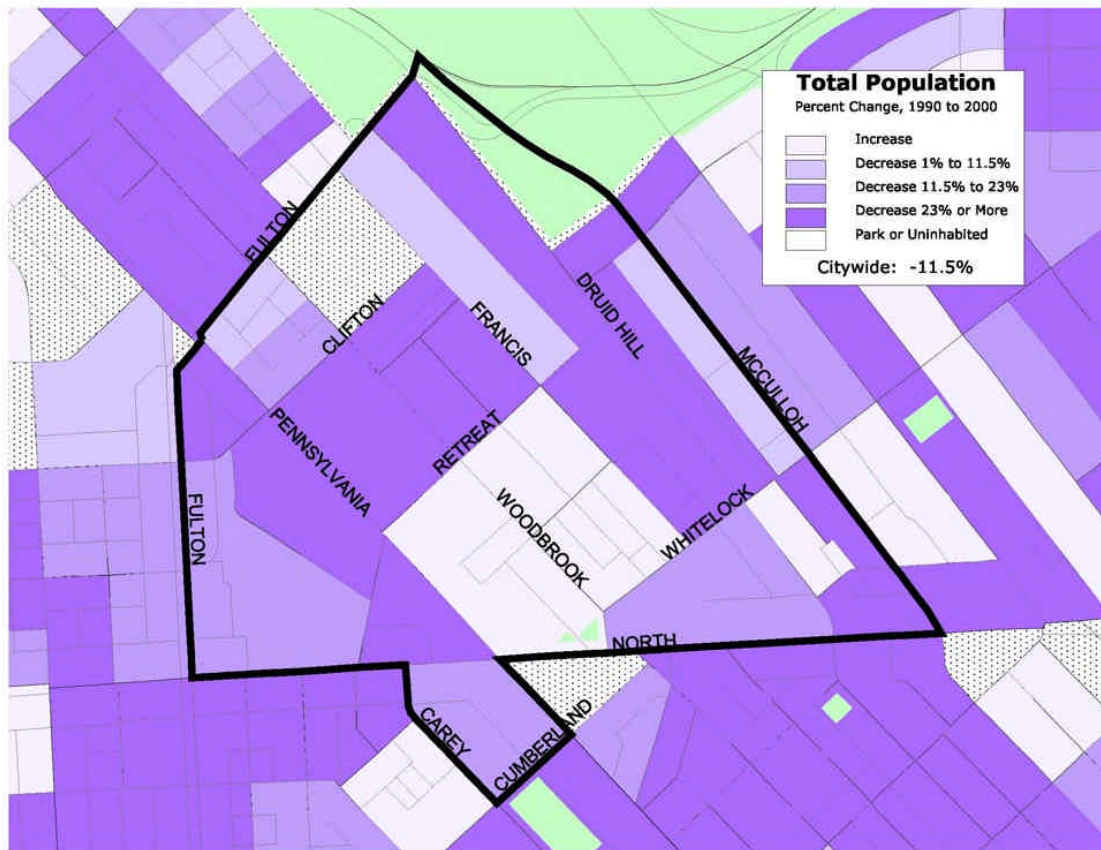 Total Population
Percent Change, 1990 to 2000
Increase
Decrease 1% to 11.5%
Decrease 11.5% to 23%
Decrease 23% or More
Park or Uninhabited
Citywide: -11.5%
FULTON
CLIFTON
FRANCIS
DRUID HILL
MCCULLOH
PENNSYLVANIA
RETREAT
WOODBROOK
WHITELOCK
FULTON
NORTH
CAREY
CUMBERLAND